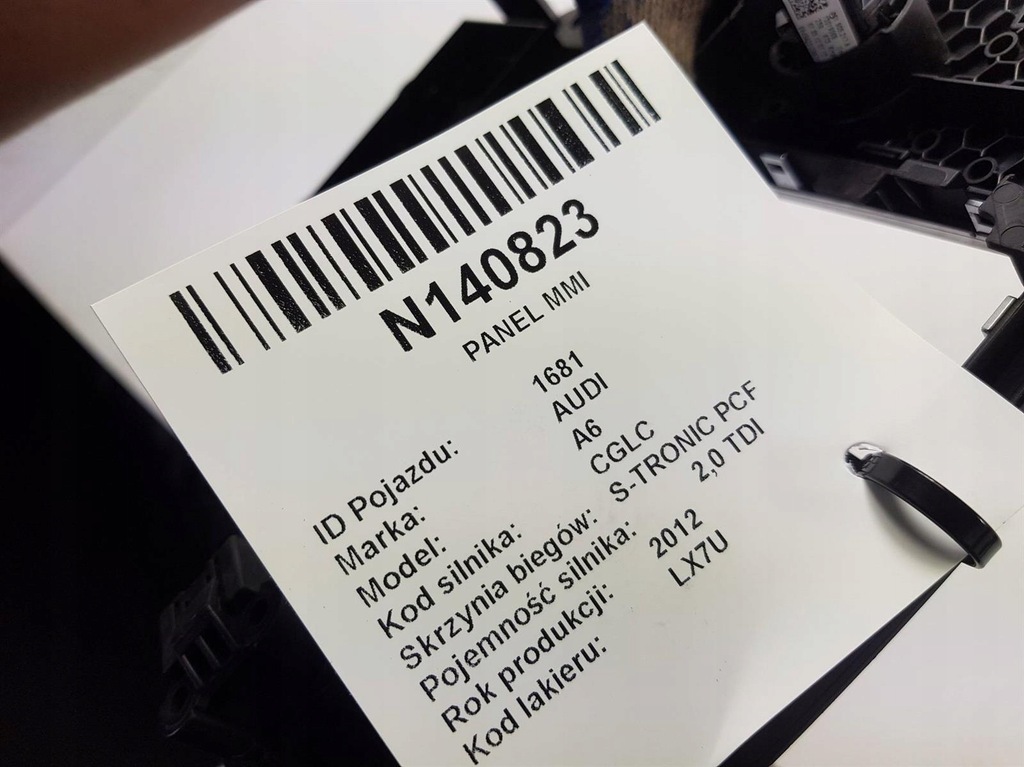 N140823
PANEL MMI
ID Pojazdu: 1681
Marka: AUDI
Model: A6
Kod silnika: CGLC
Skrzynia biegów: S-TRONIC PCF
Pojemność silnika: 2,0 TDI
Rok produkcji: 2012
Kod lakieru: LX7U